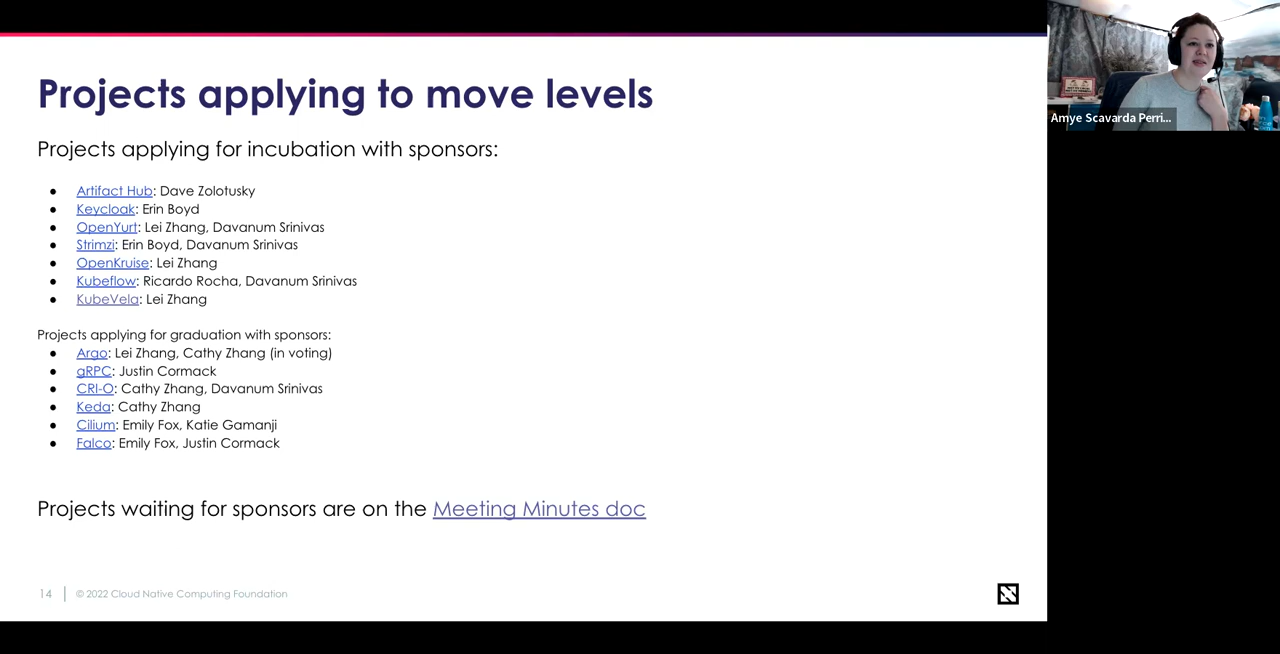 Projects applying to move levels
Amye Scavarda Perri...
Projects applying for incubation with sponsors:
● Artifact Hub: Dave Zolotusky
● Keycloak: Erin Boyd
● OpenYurt: Lei Zhang, Davanum Srinivas
● Strimzi: Erin Boyd, Davanum Srinivas
● OpenKruise: Lei Zhang
● Kubeflow: Ricardo Rocha, Davanum Srinivas
● KubeVela: Lei Zhang
Projects applying for graduation with sponsors:
● Argo: Lei Zhang, Cathy Zhang (in voting)
● gRPC: Justin Cormack
● CRI-O: Cathy Zhang, Davanum Srinivas
● Keda: Cathy Zhang
● Cilium: Emily Fox, Katie Gamanji
● Falco: Emily Fox, Justin Cormack
Projects waiting for sponsors are on the Meeting Minutes doc
14 | © 2022 Cloud Native Computing Foundation